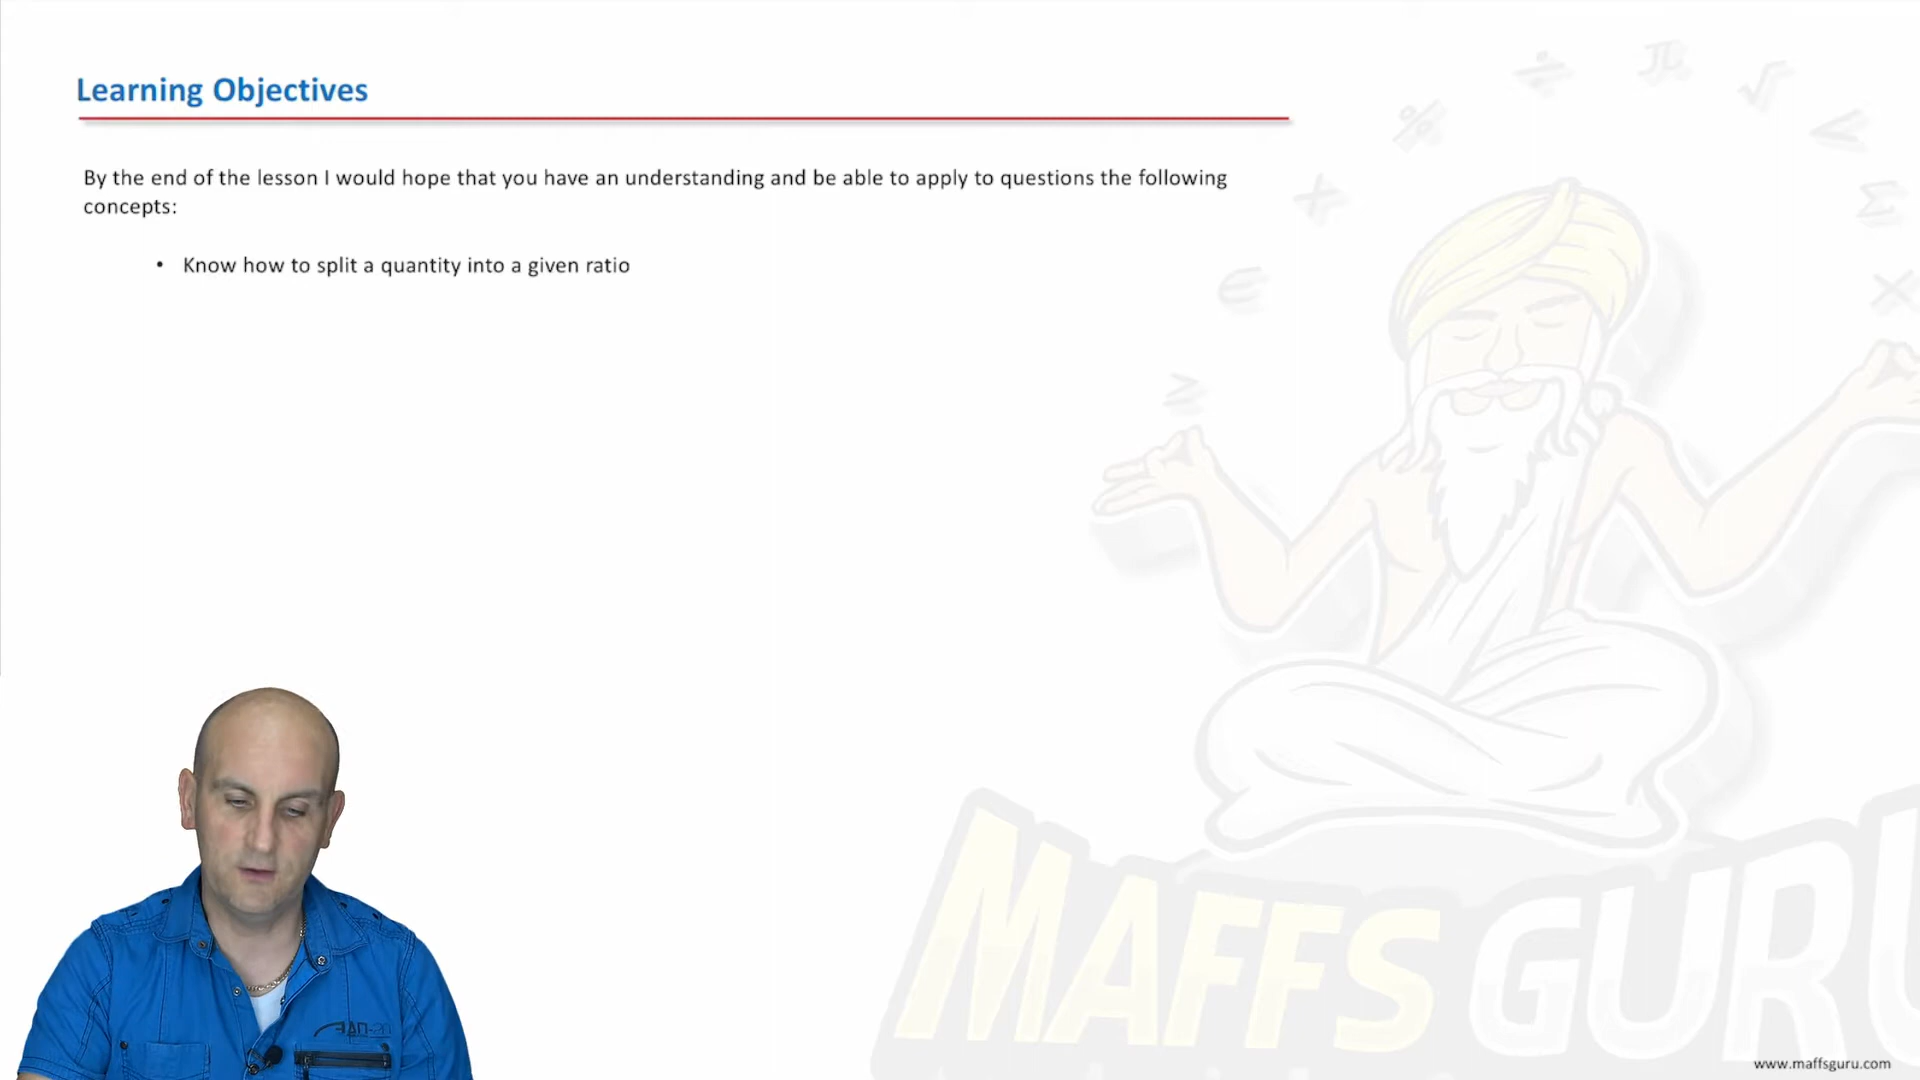 Learning Objectives
By the end of the lesson I would hope that you have an understanding and be able to apply to questions the following
concepts:
• Know how to split a quantity into a given ratio
MAFFS GURU
www.maffsguru.com